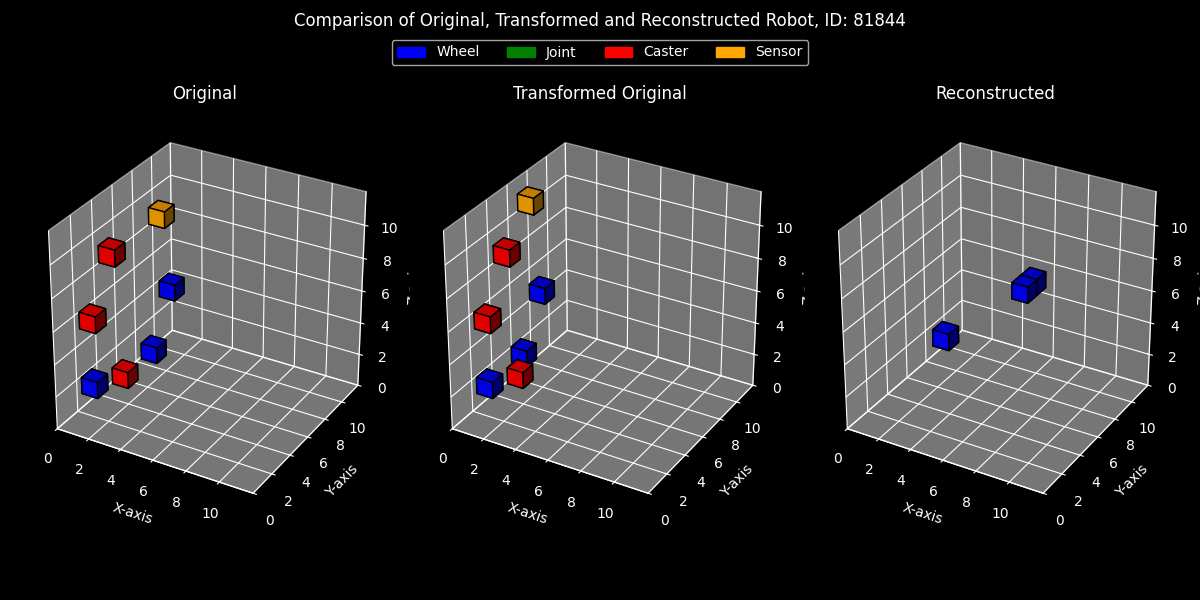 Comparison of Original, Transformed and Reconstructed Robot, ID: 81844
Wheel Joint Caster Sensor
Original Transformed Original Reconstructed
10 10 10
8 8 8
6 6 6
4 4 4
2 2 2
0 0 0
10 10 10
8 8 8
0 6 0 6 0 6
2 4 2 4 2 4
4 2 4 2 4 2
6 0 6 0 6 0
8 8 8
10 10 10
X-axis Y-axis X-axis Y-axis X-axis Y-axis